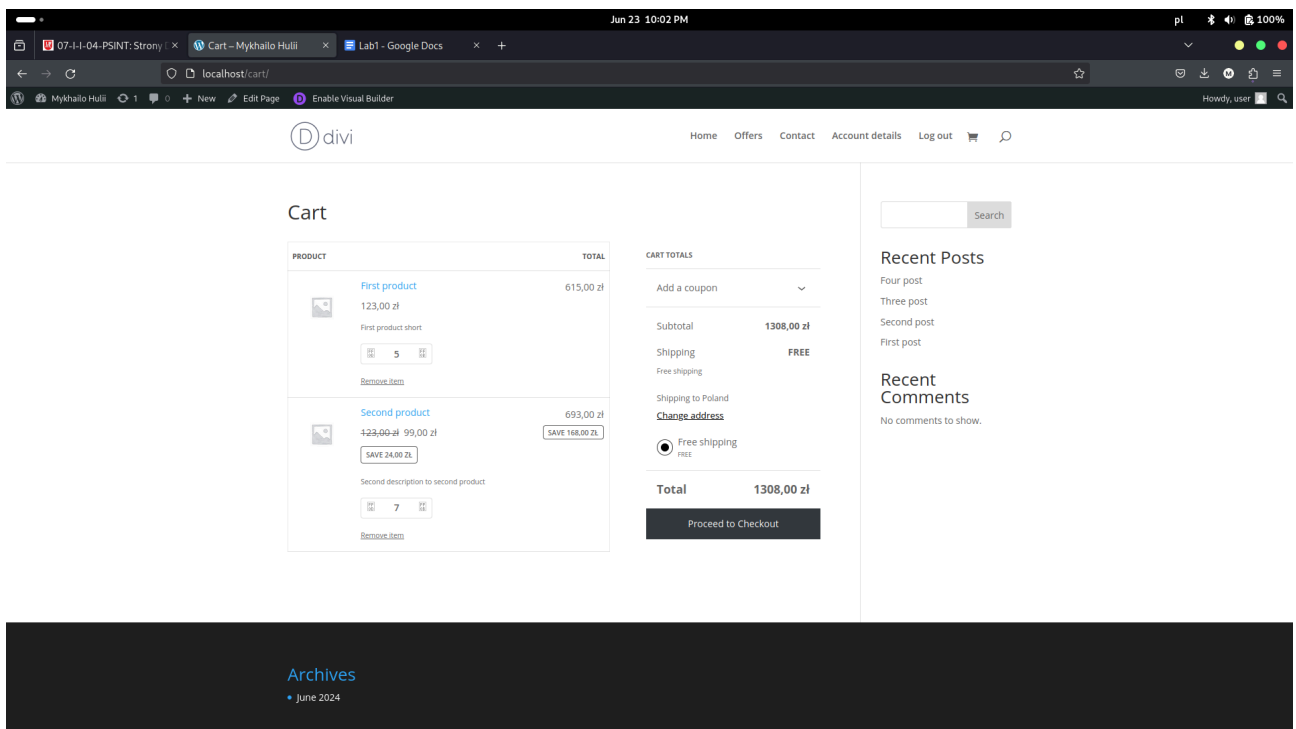 Jun 23 10:02 PM
pl
100%
07-I-I-04-PSINT: Strony
Cart – Mykhailo Hulii
Lab1 - Google Docs
localhost/cart/
Mykhailo Hulii 1 0 New Edit Page D Enable Visual Builder
Howdy, user
D divi
Home Offers Contact Account details Log out
Cart
PRODUCT TOTAL
First product 615,00 zł
123,00 zł
First product short
5
Remove item
Second product 693,00 zł
123,00 zł 99,00 zł SAVE 168,00 ZŁ
SAVE 24,00 ZŁ
Second description to second product
7
Remove item
CART TOTALS
Add a coupon
Subtotal 1308,00 zł
Shipping FREE
Free shipping
Shipping to Poland
Change address
Free shipping
FREE
Total 1308,00 zł
Proceed to Checkout
Search
Recent Posts
Four post
Three post
Second post
First post
Recent
Comments
No comments to show.
Archives
June 2024